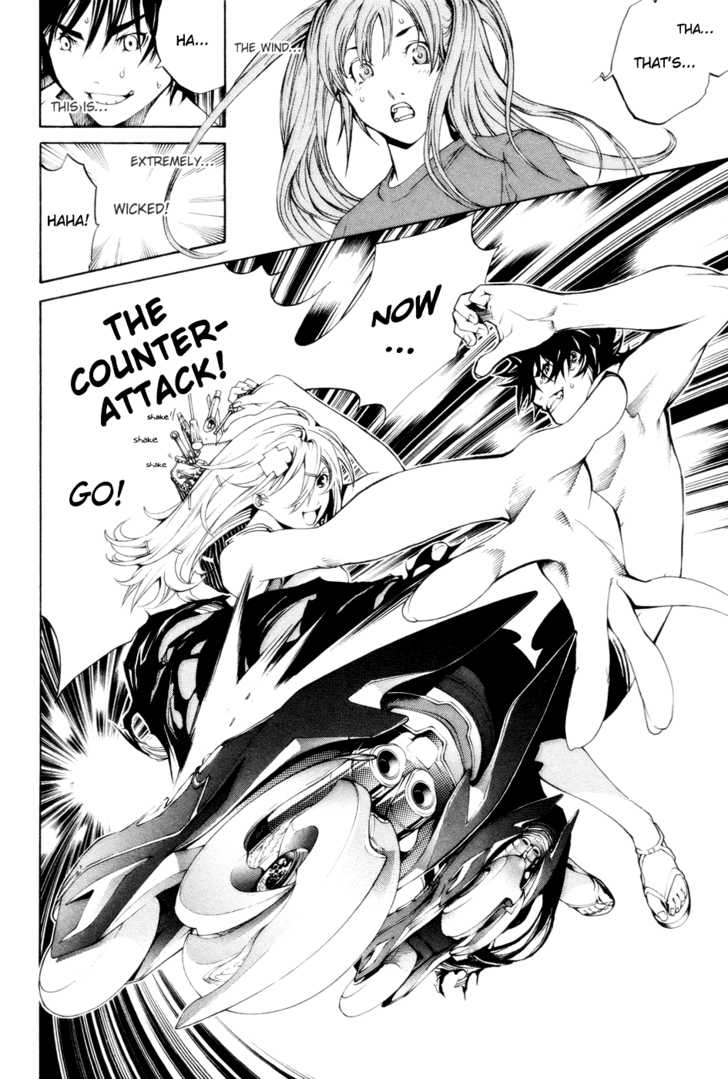 THA...
THAT'S...
THE WIND...
HA...
THIS IS...
EXTREMELY...
WICKED!
HAHA!
NOW
...
THE
COUNTER-
ATTACK!
shake!
shake
shake
GO!